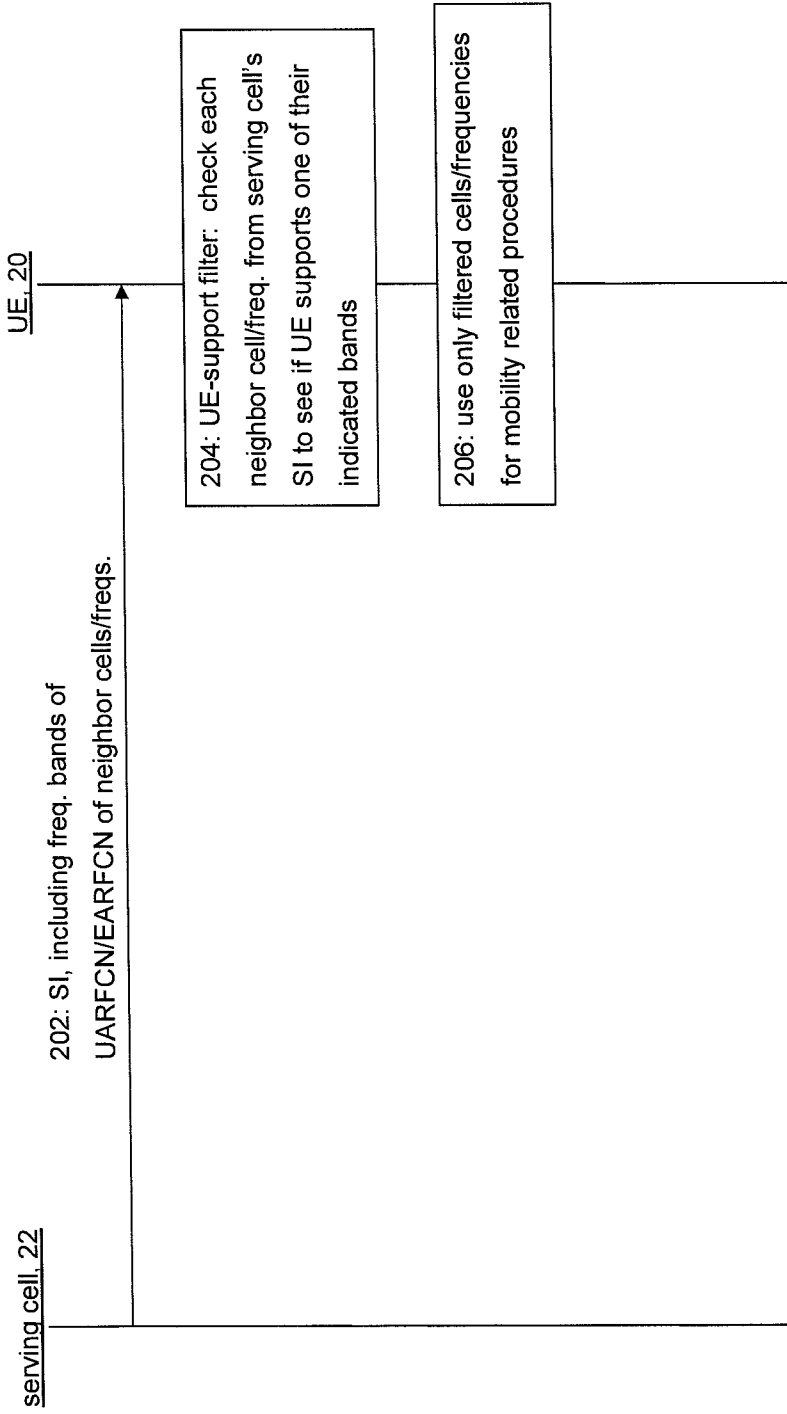 serving cell, 22
UE, 20
202: SI, including freq. bands of
UARFCN/EARFCN of neighbor cells/freqs.
204: UE-support filter: check each
neighbor cell/freq. from serving cell's
SI to see if UE supports one of their
indicated bands
206: use only filtered cells/frequencies
for mobility related procedures